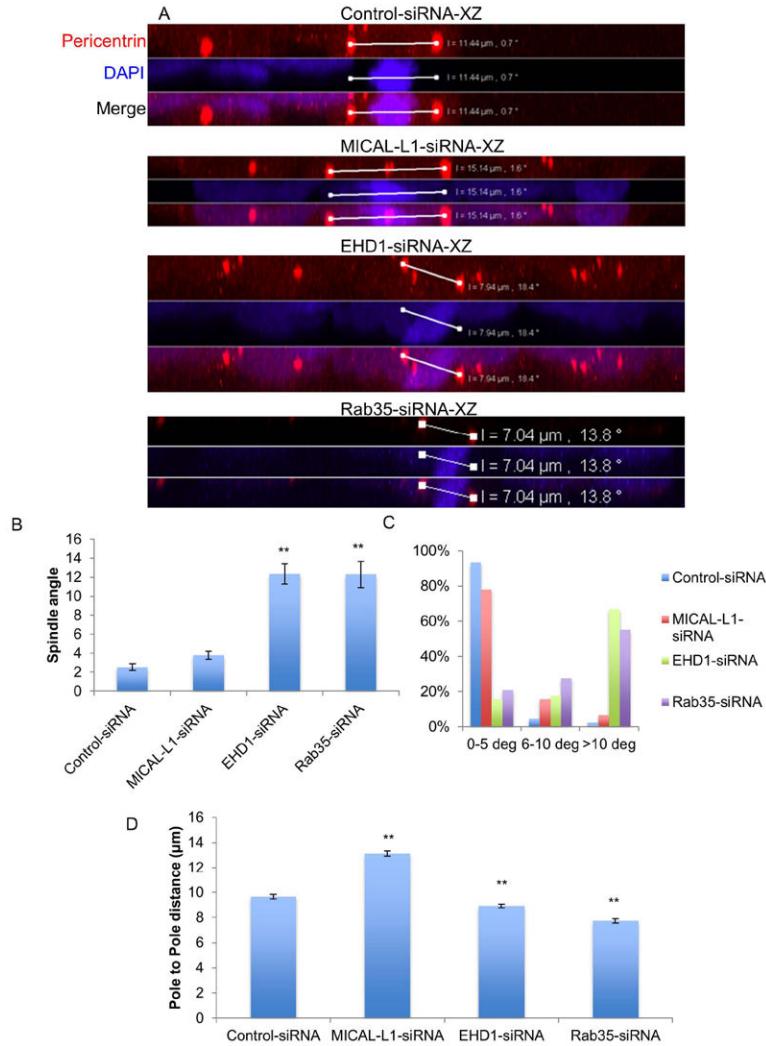 A
Control-siRNA-XZ
Pericentrin
l = 11.44 µm , 0.7 °
DAPI
l = 11.44 µm , 0.7 °
Merge
l = 11.44 µm , 0.7 °
MICAL-L1-siRNA-XZ
l = 15.14 µm , 1.6 °
l = 15.14 µm , 1.6 °
l = 15.14 µm , 1.6 °
EHD1-siRNA-XZ
l = 7.94 µm , 18.4 °
l = 7.94 µm , 18.4 °
l = 7.94 µm , 18.4 °
Rab35-siRNA-XZ
l = 7.04 µm , 13.8 °
l = 7.04 µm , 13.8 °
l = 7.04 µm , 13.8 °
B
Spindle angle
16
14
12
10
8
6
4
2
0
**
**
Control-siRNA
MICAL-L1-siRNA
EHD1-siRNA
Rab35-siRNA
C
100%
80%
60%
40%
20%
0%
0-5 deg
6-10 deg
>10 deg
Control-siRNA
MICAL-L1-
siRNA
EHD1-siRNA
Rab35-siRNA
D
Pole to Pole distance (µm)
16
14
12
10
8
6
4
2
0
**
**
**
Control-siRNA
MICAL-L1-siRNA
EHD1-siRNA
Rab35-siRNA